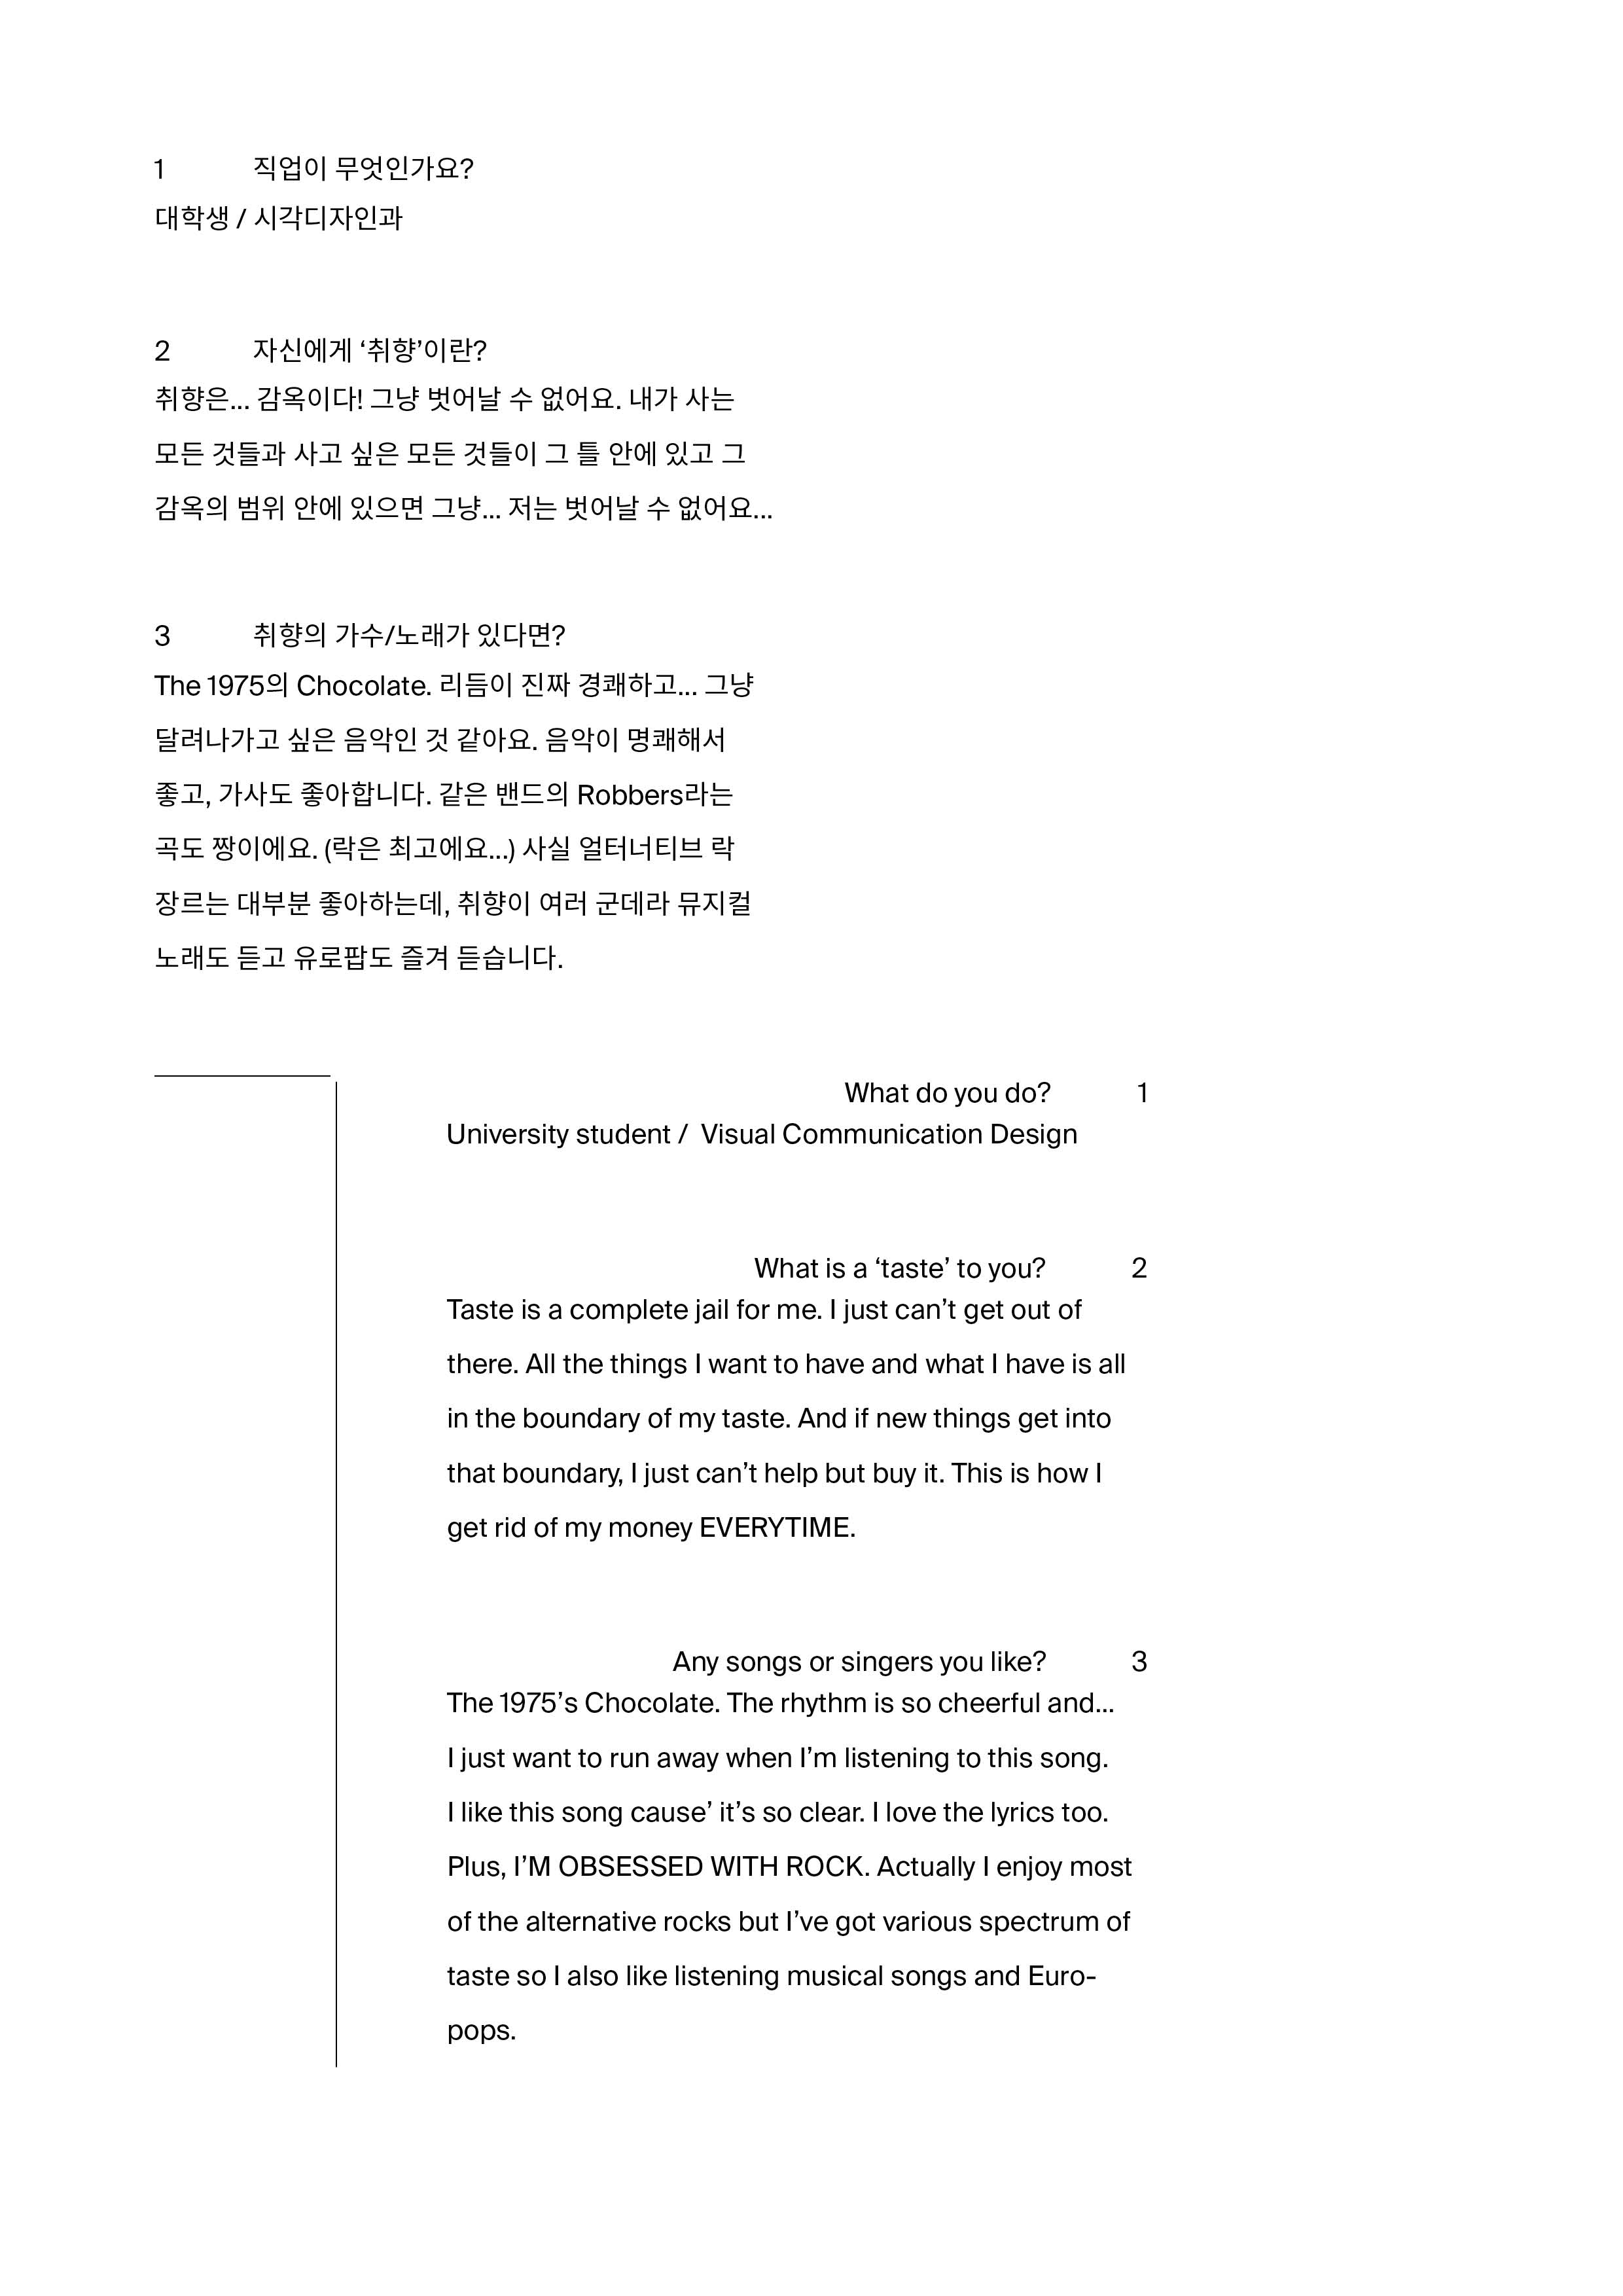 1 직업이 무엇인가요?
대학생 / 시각디자인과
2 자신에게 ‘취향’이란?
취향은... 감옥이다! 그냥 벗어날 수 없어요. 내가 사는
모든 것들과 사고 싶은 모든 것들이 그 틀 안에 있고 그
감옥의 범위 안에 있으면 그냥... 저는 벗어날 수 없어요...
3 취향의 가수/노래가 있다면?
The 1975의 Chocolate. 리듬이 진짜 경쾌하고... 그냥
달려나가고 싶은 음악인 것 같아요. 음악이 명쾌해서
좋고, 가사도 좋아합니다. 같은 밴드의 Robbers라는
곡도 짱이에요. (락은 최고에요...) 사실 얼터너티브 락
장르는 대부분 좋아하는데, 취향이 여러 군데라 뮤지컬
노래도 듣고 유로팝도 즐겨 듣습니다.
What do you do? 1
University student /  Visual Communication Design
What is a ‘taste’ to you? 2
Taste is a complete jail for me. I just can’t get out of
there. All the things I want to have and what I have is all
in the boundary of my taste. And if new things get into
that boundary, I just can’t help but buy it. This is how I
get rid of my money EVERYTIME.
Any songs or singers you like? 3
The 1975’s Chocolate. The rhythm is so cheerful and...
I just want to run away when I’m listening to this song.
I like this song cause’ it’s so clear. I love the lyrics too.
Plus, I’M OBSESSED WITH ROCK. Actually I enjoy most
of the alternative rocks but I’ve got various spectrum of
taste so I also like listening musical songs and Euro-
pops.